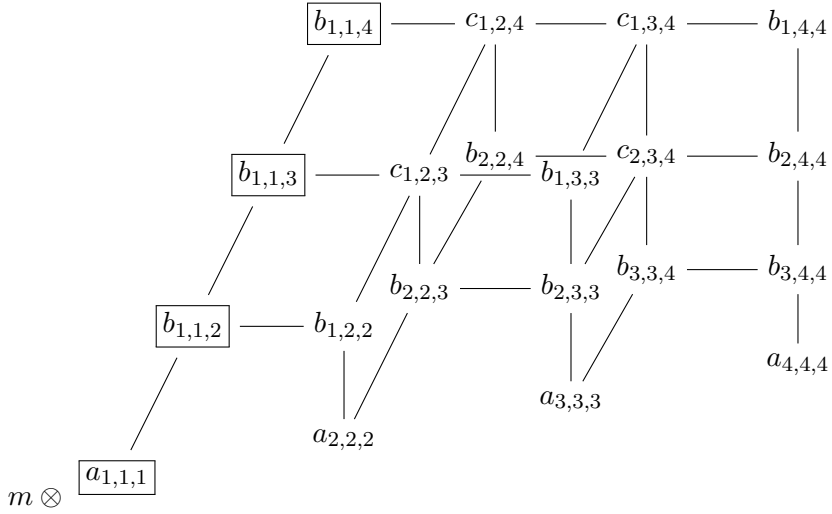 b_{1,1,4} c_{1,2,4} c_{1,3,4} b_{1,4,4}
b_{2,2,4} c_{2,3,4} b_{2,4,4}
b_{1,1,3} c_{1,2,3} b_{1,3,3}
b_{3,3,4} b_{3,4,4}
b_{2,2,3} b_{2,3,3}
b_{1,1,2} b_{1,2,2}
a_{4,4,4}
a_{3,3,3}
a_{2,2,2}
m ⊗ a_{1,1,1}